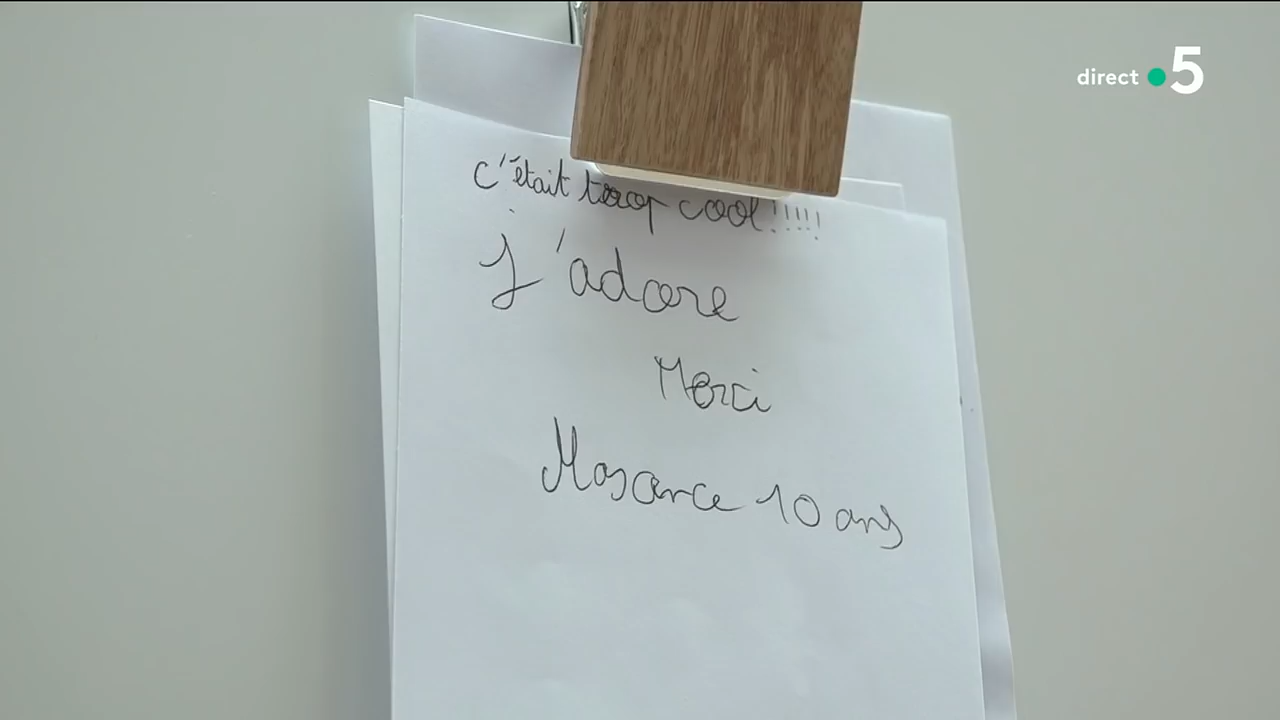 direct 5
c'était trop cool!!!!!
j'adore
Merci
10 ans